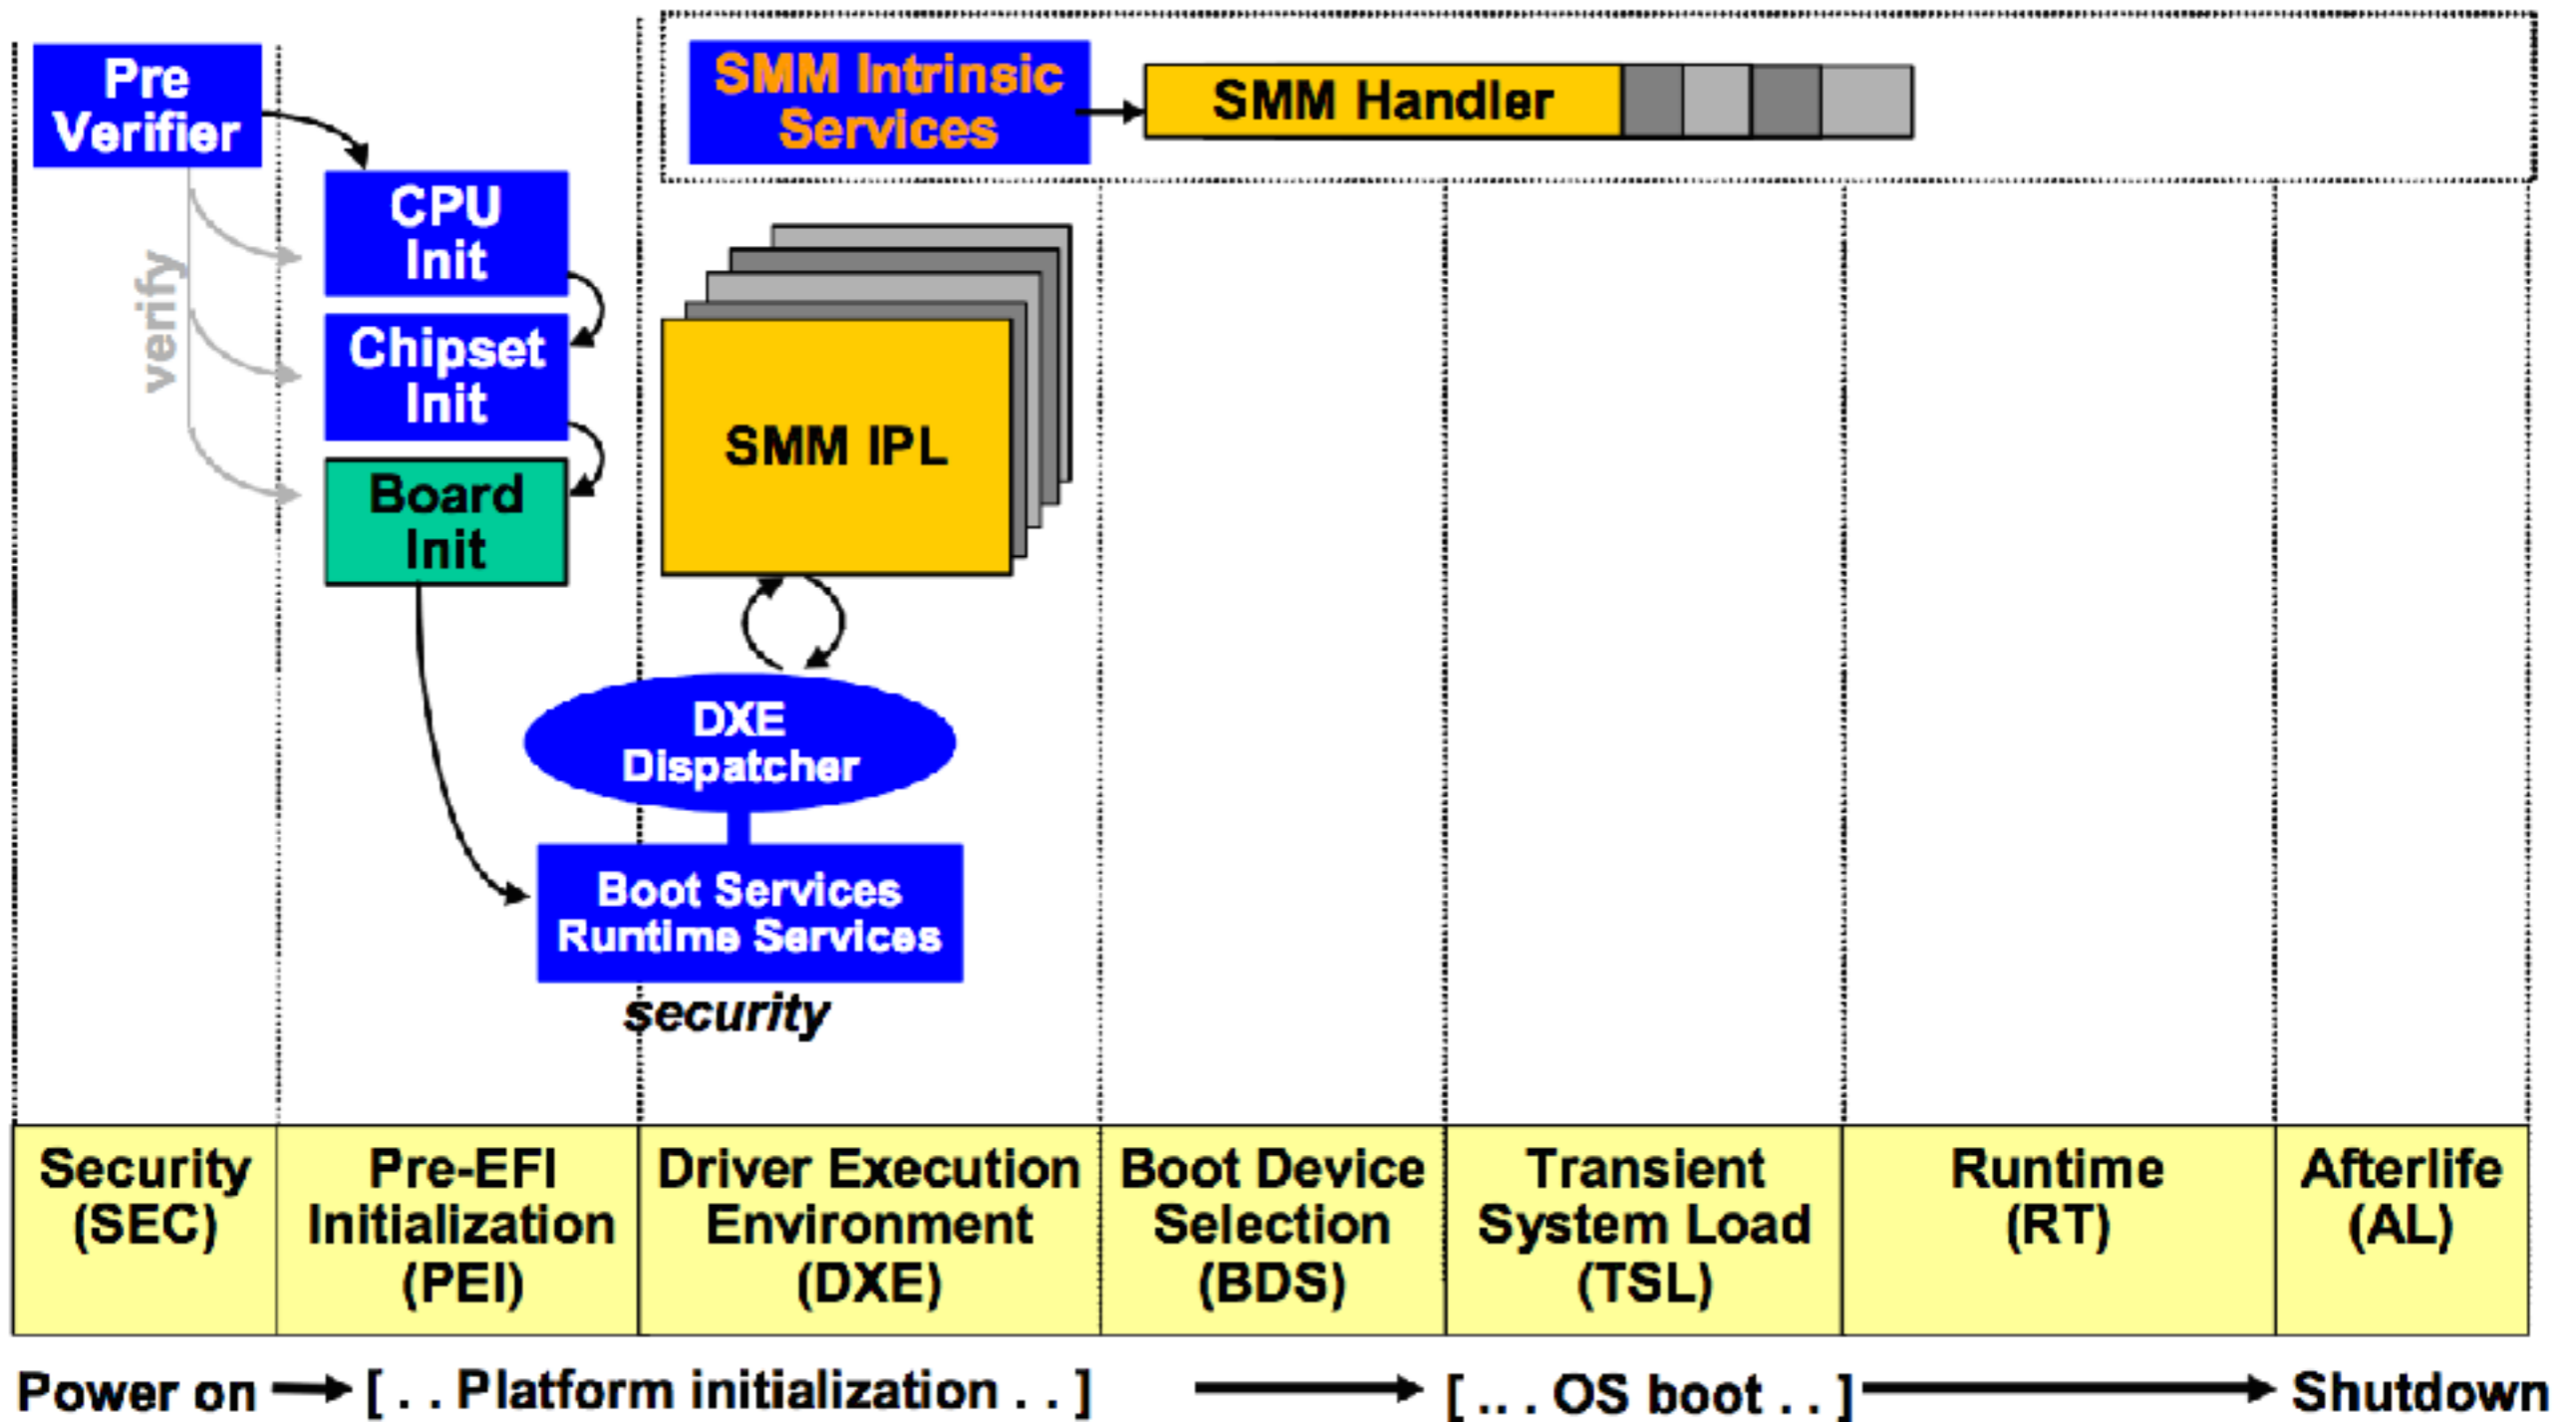 Pre
Verifier
SMM Intrinsic
Services
SMM Handler
CPU
Init
verify
Chipset
Init
Board
Init
SMM IPL
DXE
Dispatcher
Boot Services
Runtime Services
security
Security
(SEC)
Pre-EFI
Initialization
(PEI)
Driver Execution
Environment
(DXE)
Boot Device
Selection
(BDS)
Transient
System Load
(TSL)
Runtime
(RT)
Afterlife
(AL)
Power on [ . . Platform initialization . . ] [ .. . OS boot . . ] Shutdown